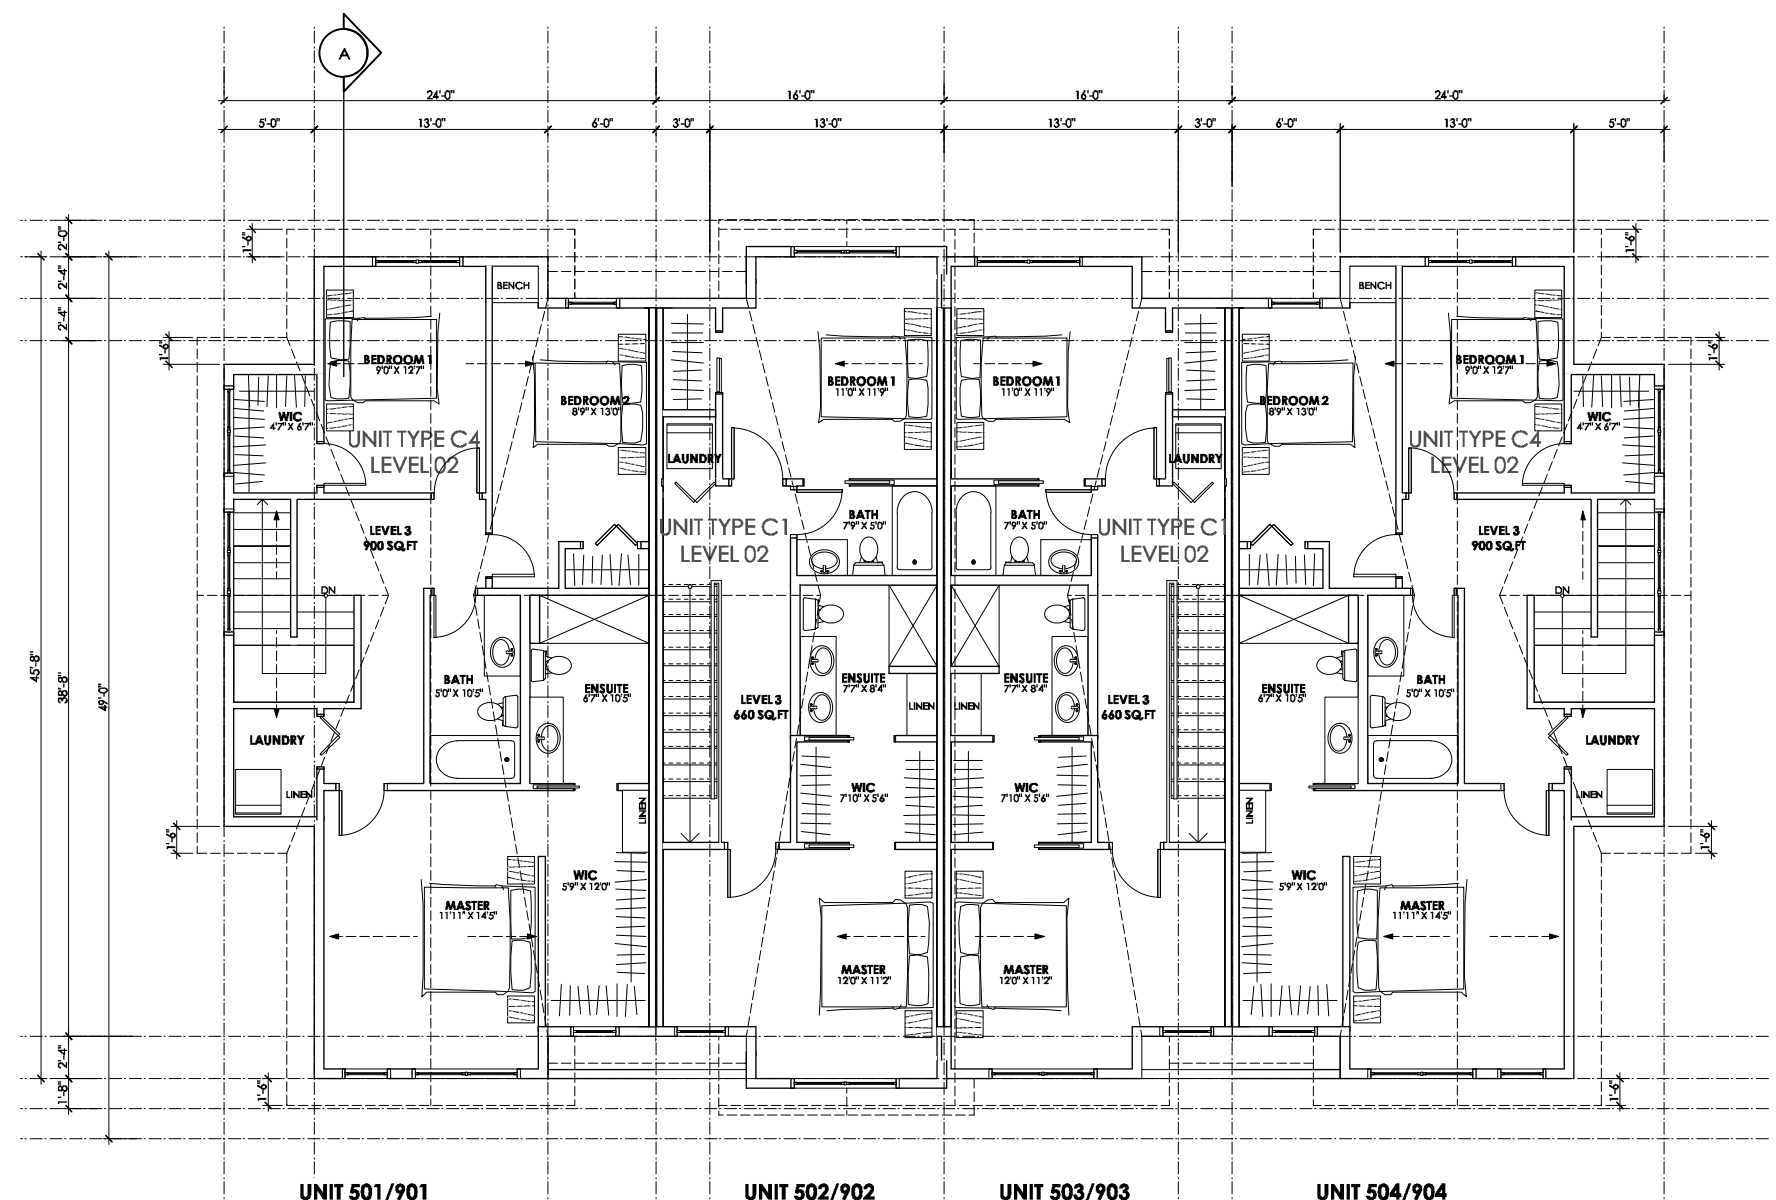 A
24'-0"
16'-0"
16'-0"
24'-0"
5'-0"
13'-0"
6'-0"
3'-0"
13'-0"
13'-0"
3'-0"
6'-0"
13'-0"
5'-0"
2'-0"
1'-6"
1'-6"
2'-4"
2'-4"
1'-6"
1'-6"
45'-8"
38'-8"
49'-0"
1'-6"
1'-6"
2'-4"
1'-8"
1'-6"
1'-6"
BENCH
BEDROOM 1
9'0" X 12'7"
BEDROOM 2
8'9" X 13'0"
WIC
4'7" X 6'7"
UNIT TYPE C4
LEVEL 02
LEVEL 3
900 SQ.FT
DN
BATH
5'0" X 10'5"
ENSUITE
6'7" X 10'5"
LAUNDRY
LINEN
LINEN
WIC
5'9" X 12'0"
MASTER
11'11" X 14'5"
BEDROOM 1
11'0" X 11'9"
LAUNDRY
BATH
7'9" X 5'0"
UNIT TYPE C1
LEVEL 02
ENSUITE
7'7" X 8'4"
LEVEL 3
660 SQ.FT
LINEN
WIC
7'10" X 5'6"
MASTER
12'0" X 11'2"
BEDROOM 1
11'0" X 11'9"
LAUNDRY
BATH
7'9" X 5'0"
UNIT TYPE C1
LEVEL 02
ENSUITE
7'7" X 8'4"
LEVEL 3
660 SQ.FT
LINEN
WIC
7'10" X 5'6"
MASTER
12'0" X 11'2"
BENCH
BEDROOM 1
9'0" X 12'7"
BEDROOM 2
8'9" X 13'0"
WIC
4'7" X 6'7"
UNIT TYPE C4
LEVEL 02
LEVEL 3
900 SQ.FT
DN
BATH
5'0" X 10'5"
ENSUITE
6'7" X 10'5"
LAUNDRY
LINEN
LINEN
WIC
5'9" X 12'0"
MASTER
11'11" X 14'5"
UNIT 501/901
UNIT 502/902
UNIT 503/903
UNIT 504/904